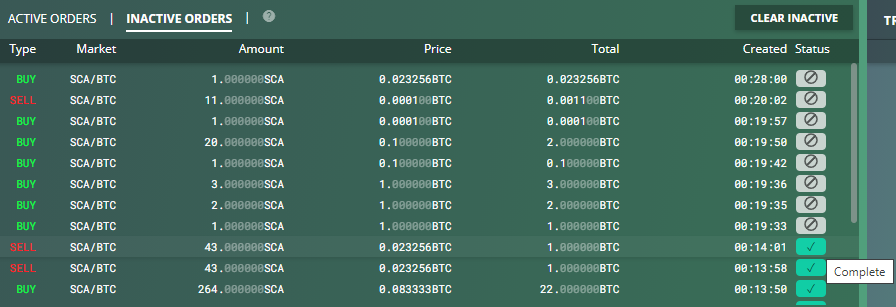 ACTIVE ORDERS | INACTIVE ORDERS | ? CLEAR INACTIVE TR
Type Market Amount Price Total Created Status
BUY SCA/BTC 1.000000SCA 0.023256BTC 0.023256BTC 00:28:00
SELL SCA/BTC 11.000000SCA 0.000100BTC 0.001100BTC 00:20:02
BUY SCA/BTC 1.000000SCA 0.000100BTC 0.000100BTC 00:19:57
BUY SCA/BTC 20.000000SCA 0.100000BTC 2.000000BTC 00:19:50
BUY SCA/BTC 1.000000SCA 0.100000BTC 0.100000BTC 00:19:42
BUY SCA/BTC 3.000000SCA 1.000000BTC 3.000000BTC 00:19:36
BUY SCA/BTC 2.000000SCA 1.000000BTC 2.000000BTC 00:19:35
BUY SCA/BTC 1.000000SCA 1.000000BTC 1.000000BTC 00:19:33
SELL SCA/BTC 43.000000SCA 0.023256BTC 1.000000BTC 00:14:01
SELL SCA/BTC 43.000000SCA 0.023256BTC 1.000000BTC 00:13:58
Complete
BUY SCA/BTC 264.000000SCA 0.083333BTC 22.000000BTC 00:13:50